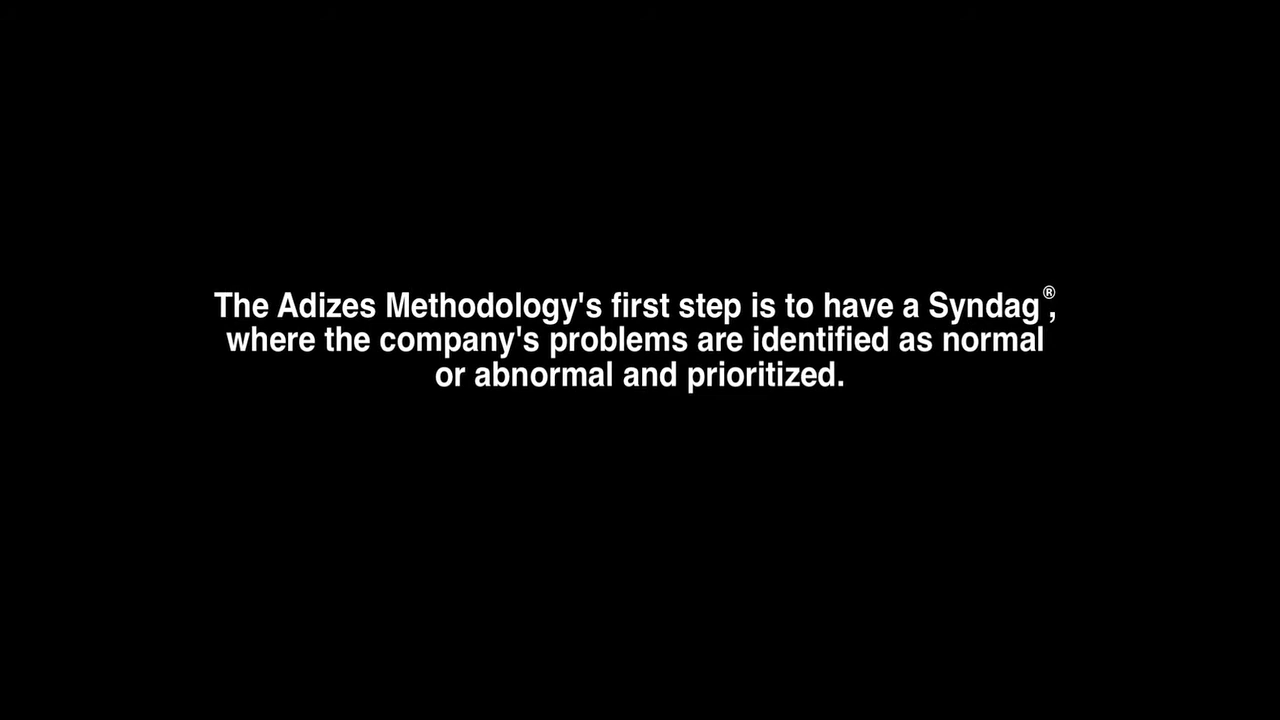 The Adizes Methodology's first step is to have a Syndag®,
where the company's problems are identified as normal
or abnormal and prioritized.